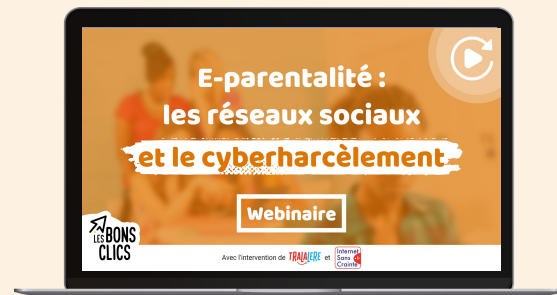 E-parentalité :
les réseaux sociaux
et le cyberharcèlement
Webinaire
LES BONS
CLICS
Avec l'intervention de TRALALERE et Internet
Sans
Crainte